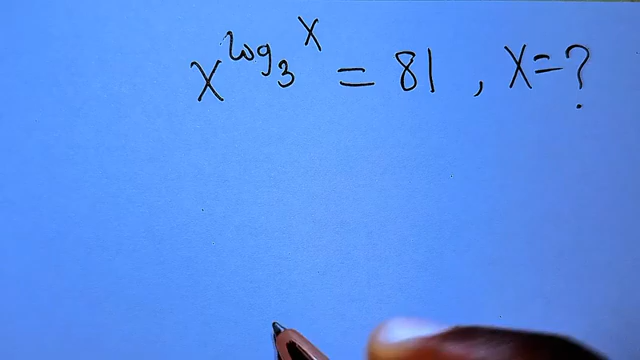 x^{log_3 x} = 81 , x = ?